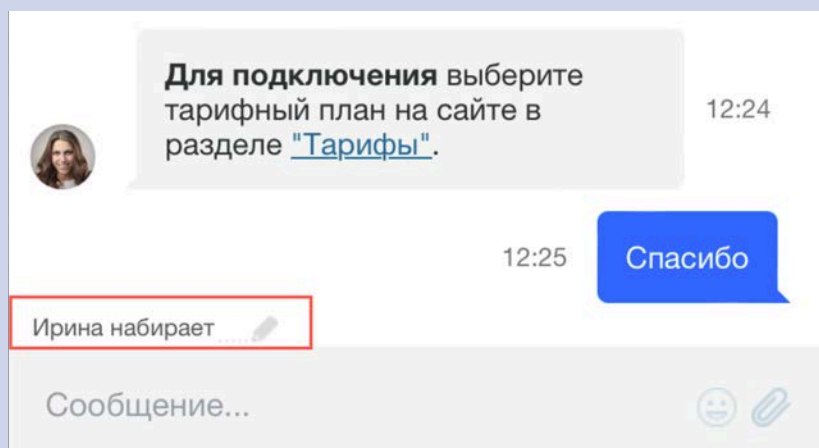 Для подключения выберите
тарифный план на сайте в
разделе "Тарифы".
12:24
12:25
Спасибо
Ирина набирает .....
Сообщение...